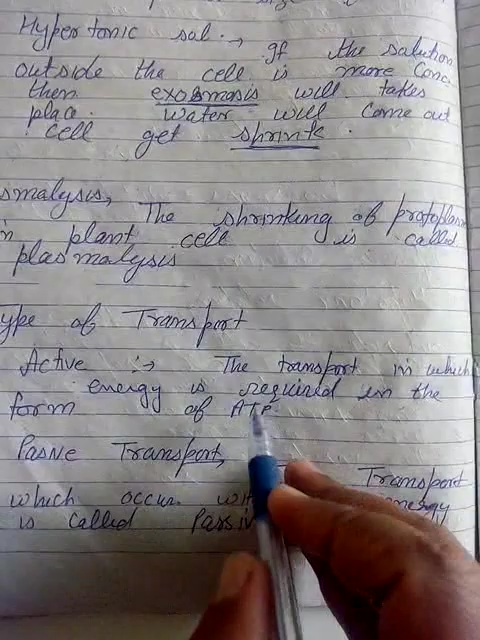 Hypertonic sol. → If the solution
outside the cell is more conc
then exosmosis will takes
place. Water will come out
cell get shrink.
smalysis, The shrinking of protoplasm
in plant cell is called
plasmalysis
ype of Transport
Active :→ The transport in which
energy is required in the
form of ATP
Pasive Transport, Transport
which occur wit energy
is called Passiv